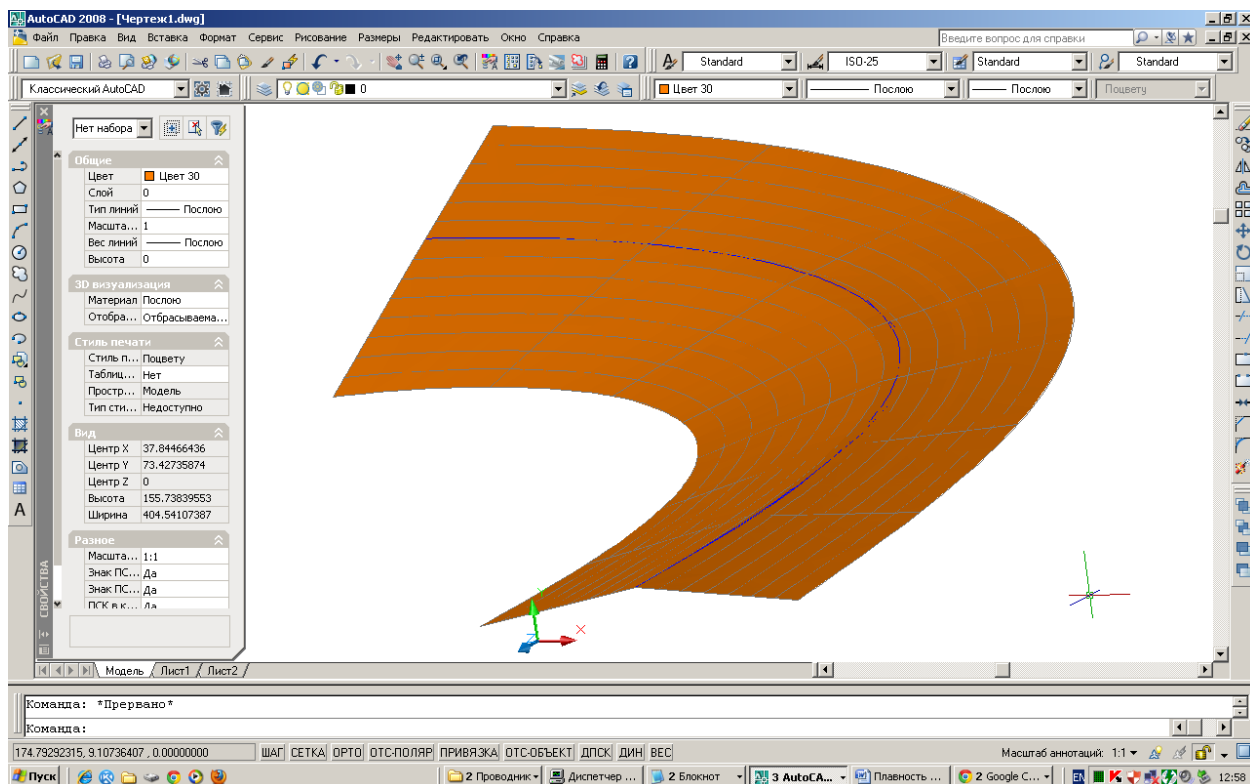 AutoCAD 2008 - [Чертеж1.dwg]
Файл Правка Вид Вставка Формат Сервис Рисование Размеры Редактировать Окно Справка
Введите вопрос для справки
Standard ISO-25 Standard Standard
Классический AutoCAD 0 Цвет 30 Послою Послою Поцвету
Нет набора
Общие
Цвет Цвет 30
Слой 0
Тип линий Послою
Масшта... 1
Вес линий Послою
Высота 0
3D визуализация
Материал Послою
Отобра... Отбрасываема...
Стиль печати
Стиль п... Поцвету
Таблиц... Нет
Простр... Модель
Тип сти... Недоступно
Вид
Центр X 37.84466436
Центр Y 73.42735874
Центр Z 0
Высота 155.73839553
Ширина 404.54107387
Разное
Масшта... 1:1
Знак ПС... Да
Знак ПС... Да
ПСК в к... Да
СВОЙСТВА
X
Y
Z
Модель Лист1 Лист2
Команда: *Прервано*
Команда:
174.79292315, 9.10736407 , 0.00000000 ШАГ СЕТКА ОРТО ОТС-ПОЛЯР ПРИВЯЗКА ОТС-ОБЪЕКТ ДПСК ДИН ВЕС Масштаб аннотаций: 1:1
Пуск 2 Проводник Диспетчер ... 2 Блокнот 3 AutoCA... Плавность ... 2 Google C... EN 12:58